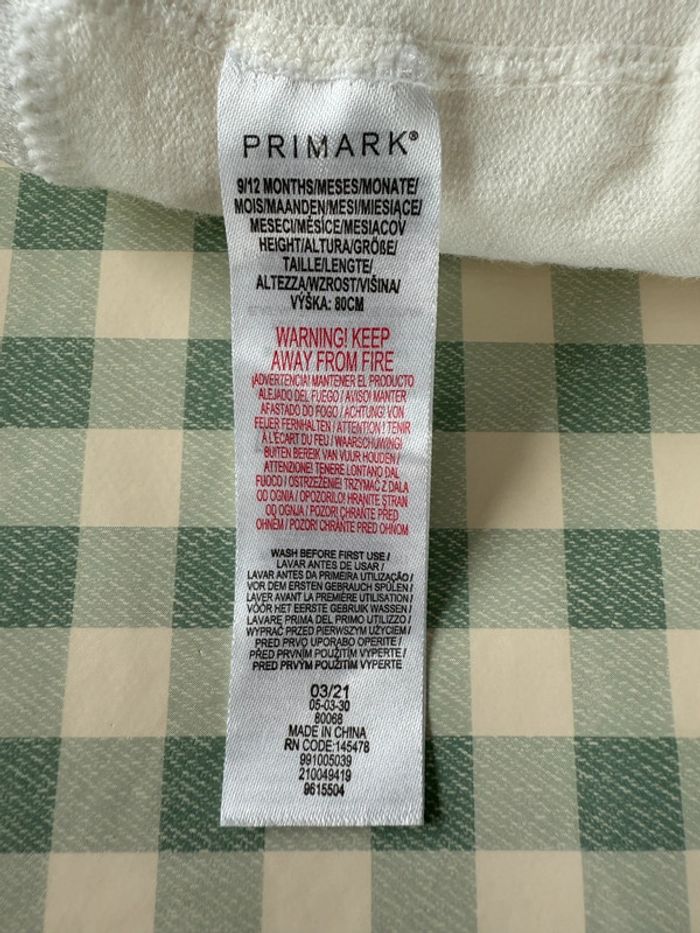 PRIMARK®
9/12 MONTHS/MESES/MONATE/
MOIS/MAANDEN/MESI/MIESIĄCE/
MESECI/MĚSÍCE/MESIACOV
HEIGHT/ALTURA/GRÖßE/
TAILLE/LENGTE/
ALTEZZA/WZROST/VIŠINA/
VÝŠKA: 80CM
WARNING! KEEP
AWAY FROM FIRE
¡ADVERTENCIA! MANTENER EL PRODUCTO
ALEJADO DEL FUEGO / AVISO! MANTER
AFASTADO DO FOGO / ACHTUNG! VON
FEUER FERNHALTEN / ATTENTION ! TENIR
À L'ÉCART DU FEU / WAARSCHUWING!
BUITEN BEREIK VAN VUUR HOUDEN /
ATTENZIONE! TENERE LONTANO DAL
FUOCO / OSTRZEŻENIE! TRZYMAĆ Z DALA
OD OGNIA / OPOZORILO! HRANITE STRAN
OD OGNJA / POZOR! CHRAŇTE PŘED
OHNĚM / POZOR! CHRÁŇTE PRED OHŇOM
WASH BEFORE FIRST USE /
LAVAR ANTES DE USAR /
LAVAR ANTES DA PRIMEIRA UTILIZAÇÃO /
VOR DEM ERSTEN GEBRAUCH SPÜLEN /
LAVER AVANT LA PREMIÈRE UTILISATION /
VÓÓR HET EERSTE GEBRUIK WASSEN /
LAVARE PRIMA DEL PRIMO UTILIZZO /
WYPRAĆ PRZED PIERWSZYM UŻYCIEM /
PRED PRVO UPORABO OPERITE /
PŘED PRVNÍM POUŽITÍM VYPERTE /
PRED PRVÝM POUŽITÍM VYPERTE
03/21
05-03-30
80068
MADE IN CHINA
RN CODE:145478
991005039
210049419
9615504